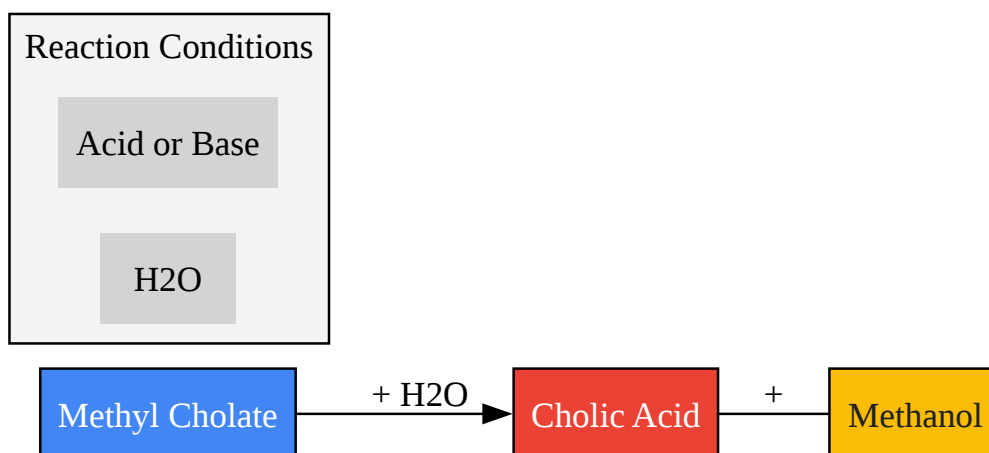 Reaction Conditions
Acid or Base
H2O
Methyl Cholate
+ H2O
Cholic Acid
+
Methanol